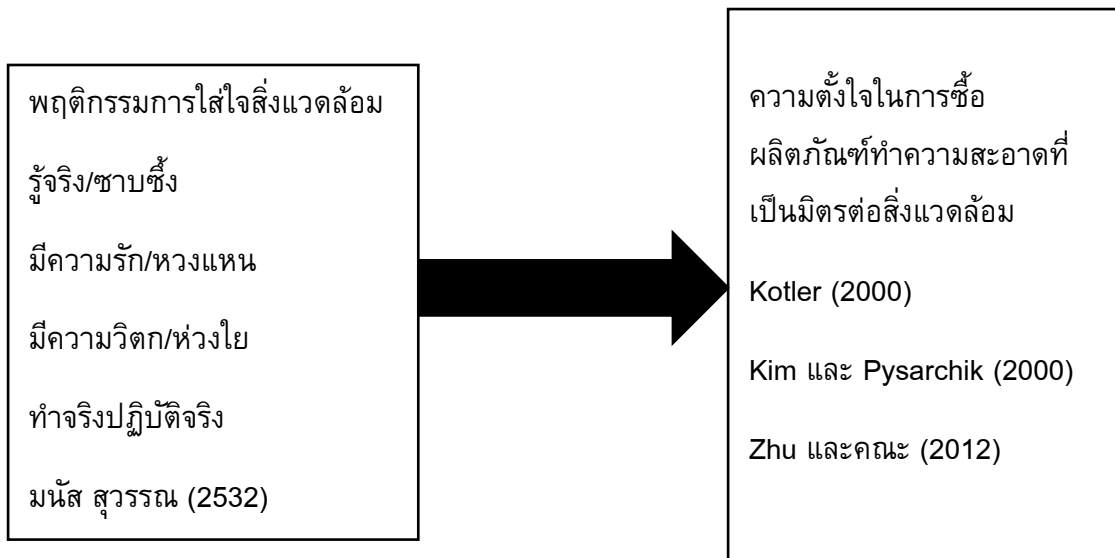 พฤติกรรมการใส่ใจสิ่งแวดล้อม
รู้จริง/ซาบซึ้ง
มีความรัก/หวงแหน
มีความวิตก/ห่วงใย
ทำจริงปฏิบัติจริง
มนัส สุวรรณ (2532)
ความตั้งใจในการซื้อ
ผลิตภัณฑ์ทำความสะอาดที่
เป็นมิตรต่อสิ่งแวดล้อม
Kotler (2000)
Kim และ Pysarchik (2000)
Zhu และคณะ (2012)